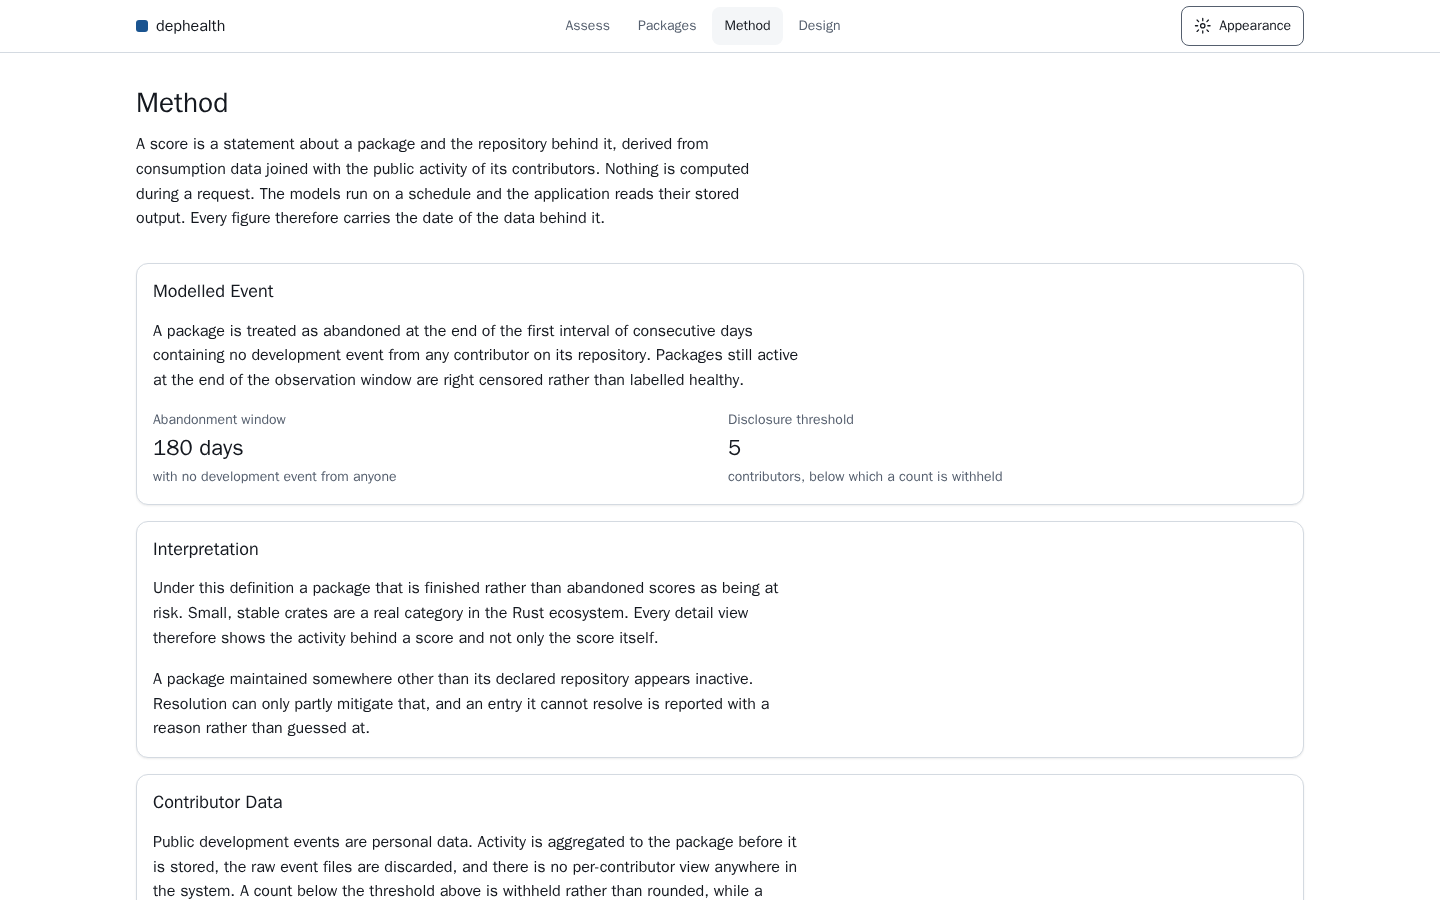 dephealth
Assess
Packages
Method
Design
Appearance
Method
A score is a statement about a package and the repository behind it, derived from
consumption data joined with the public activity of its contributors. Nothing is computed
during a request. The models run on a schedule and the application reads their stored
output. Every figure therefore carries the date of the data behind it.
Modelled Event
A package is treated as abandoned at the end of the first interval of consecutive days
containing no development event from any contributor on its repository. Packages still active
at the end of the observation window are right censored rather than labelled healthy.
Abandonment window
180 days
with no development event from anyone
Disclosure threshold
5
contributors, below which a count is withheld
Interpretation
Under this definition a package that is finished rather than abandoned scores as being at
risk. Small, stable crates are a real category in the Rust ecosystem. Every detail view
therefore shows the activity behind a score and not only the score itself.
A package maintained somewhere other than its declared repository appears inactive.
Resolution can only partly mitigate that, and an entry it cannot resolve is reported with a
reason rather than guessed at.
Contributor Data
Public development events are personal data. Activity is aggregated to the package before it
is stored, the raw event files are discarded, and there is no per-contributor view anywhere in
the system. A count below the threshold above is withheld rather than rounded, while a